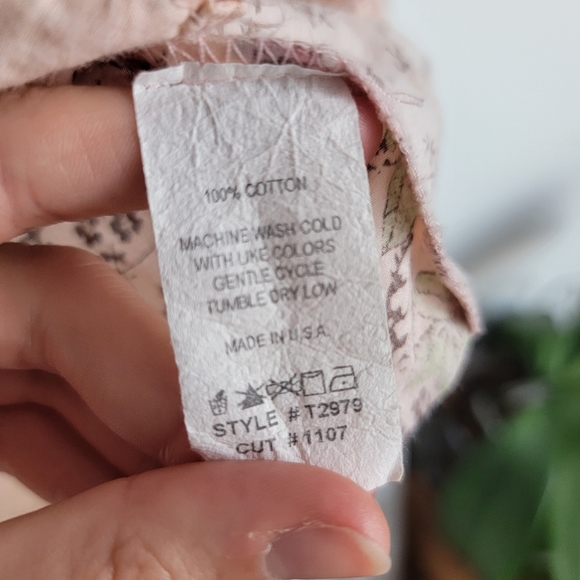 100% COTTON
MACHINE WASH COLD
WITH LIKE COLORS
GENTLE CYCLE
TUMBLE DRY LOW
MADE IN U.S.A.
STYLE # T2979
CUT # 1107